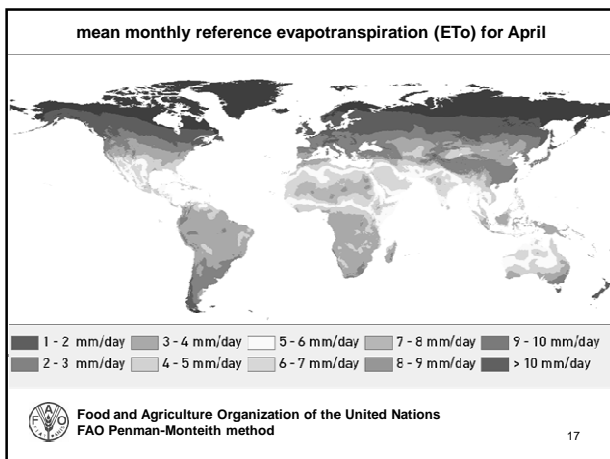 mean monthly reference evapotranspiration (ETo) for April
1 - 2 mm/day 3 - 4 mm/day 5 - 6 mm/day 7 - 8 mm/day 9 - 10 mm/day
2 - 3 mm/day 4 - 5 mm/day 6 - 7 mm/day 8 - 9 mm/day > 10 mm/day
F A O
Food and Agriculture Organization of the United Nations
FAO Penman-Monteith method
17